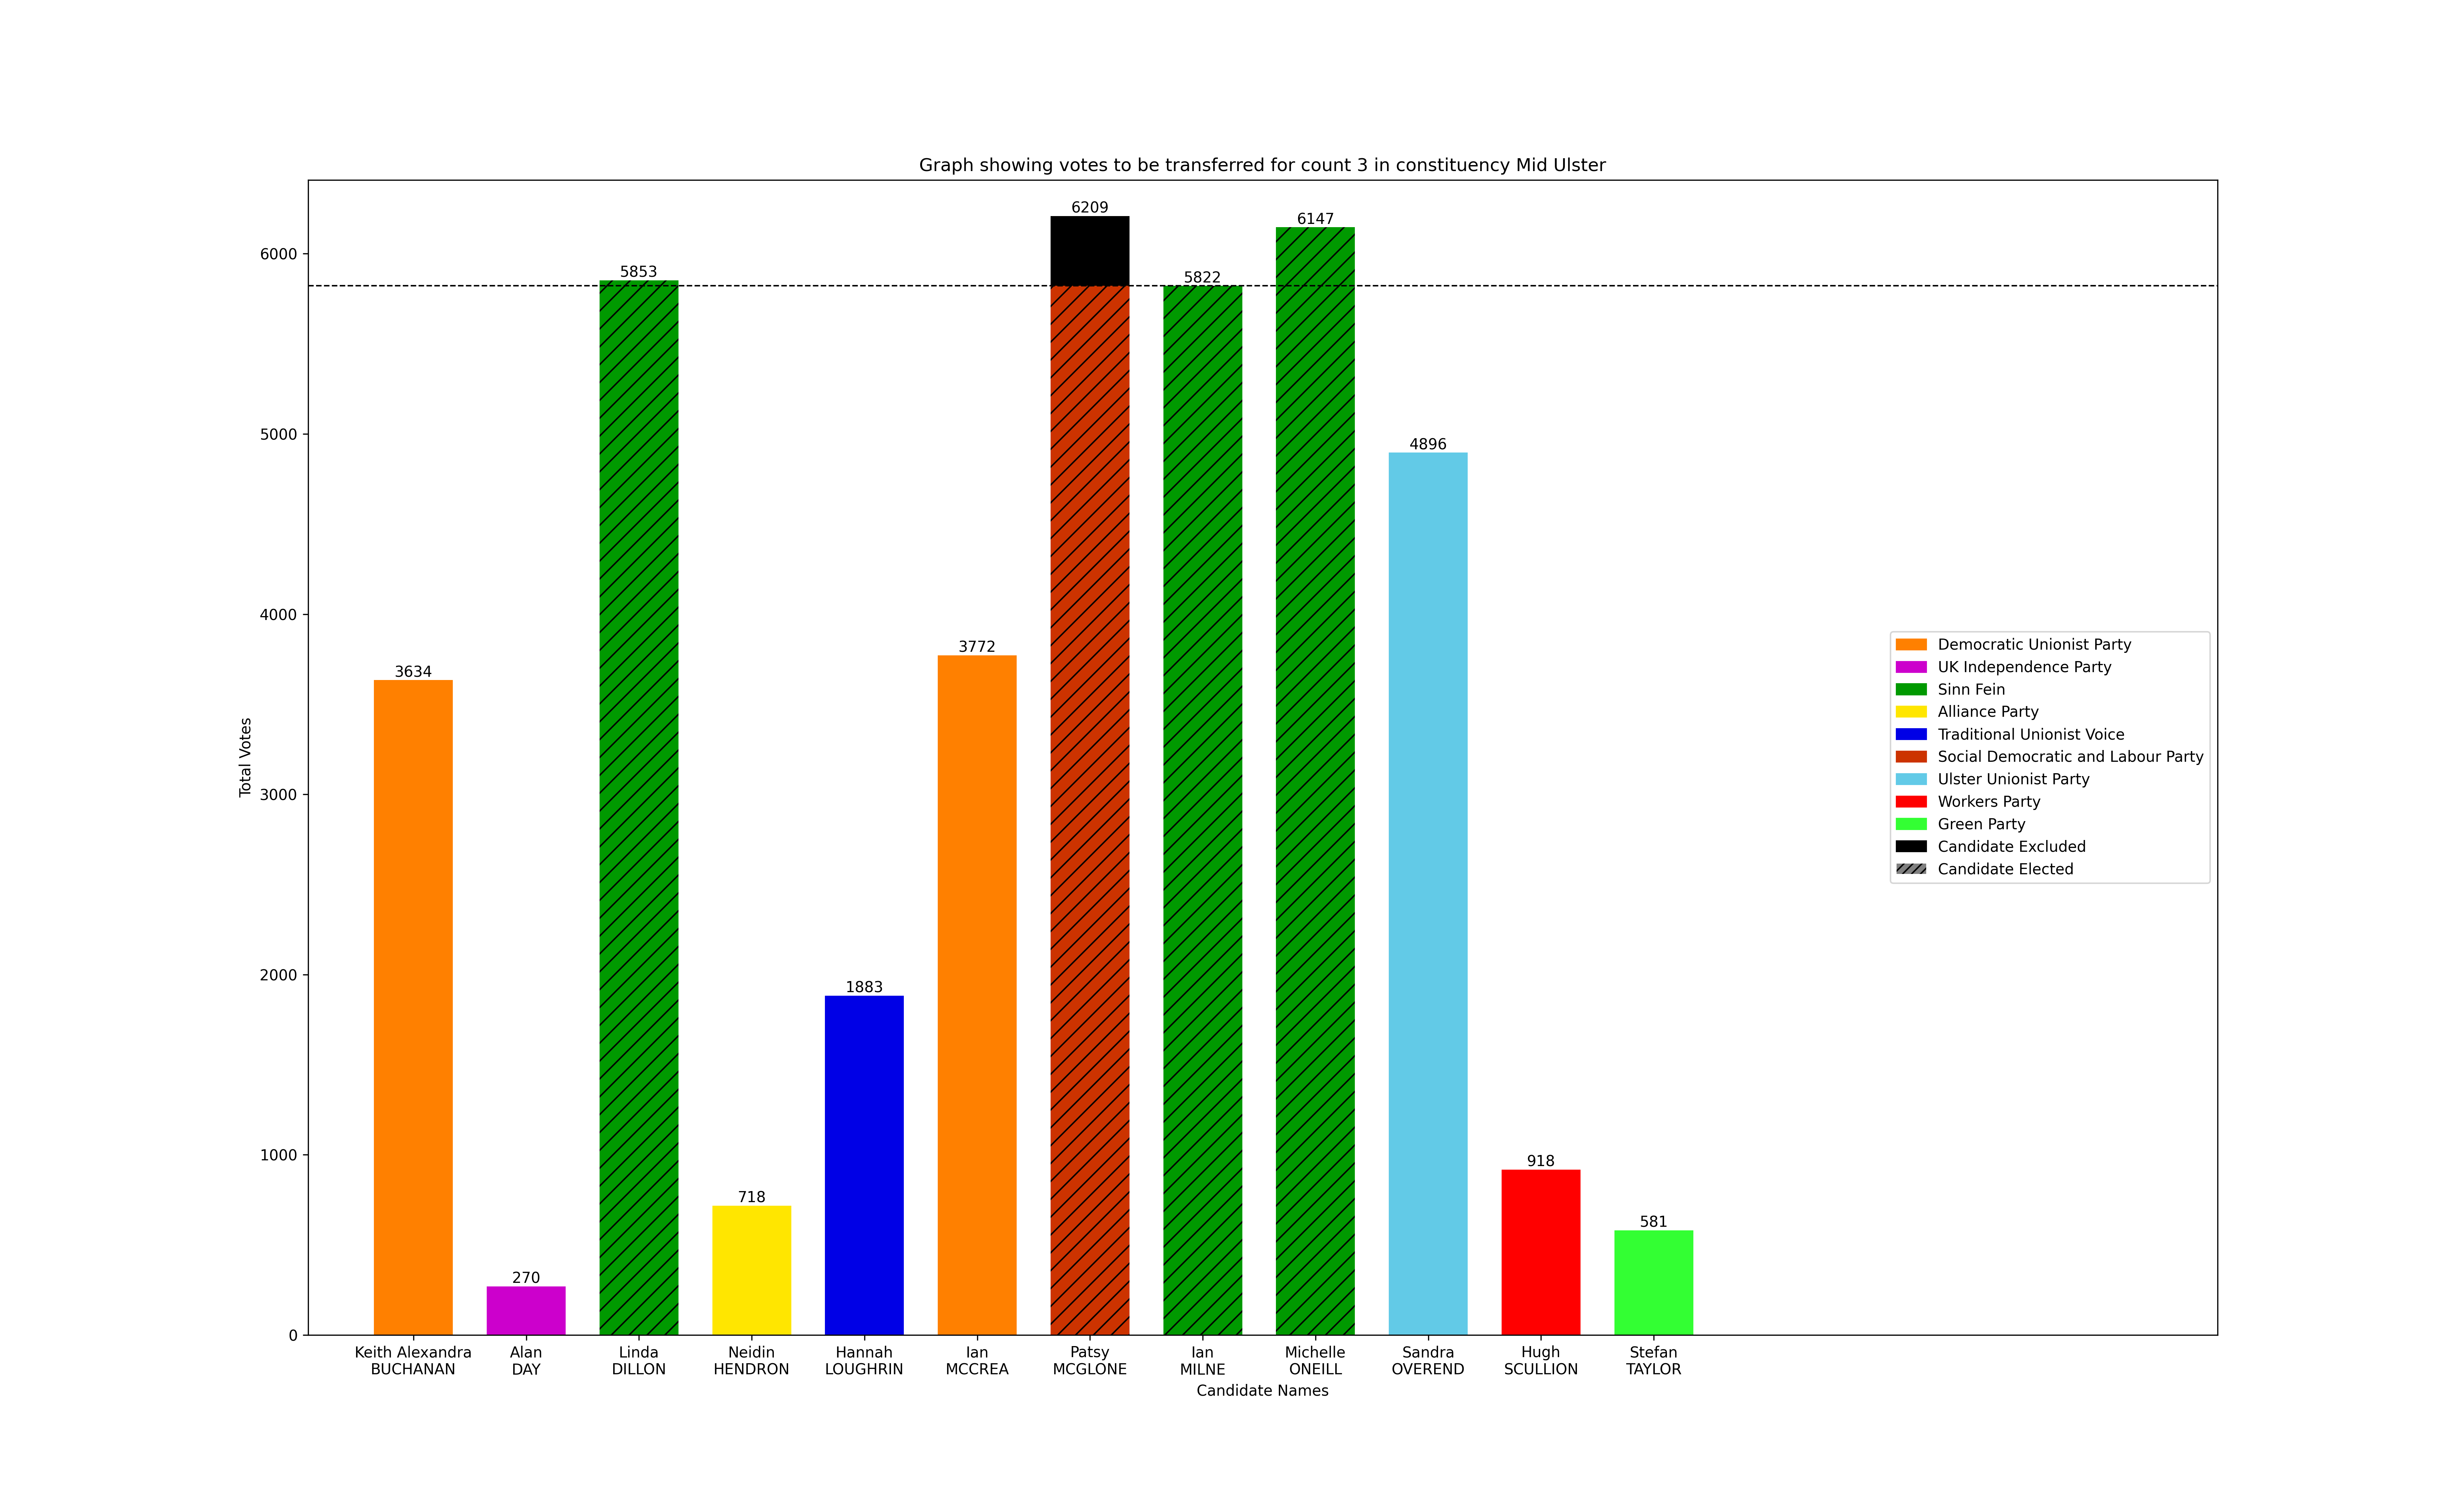 Graph showing votes to be transferred for count 3 in constituency Mid Ulster
6209
6147
6000
5853
5822
5000
4896
4000
3772
3634
Total Votes
3000
2000
1883
1000
918
718
581
270
0
Democratic Unionist Party
UK Independence Party
Sinn Fein
Alliance Party
Traditional Unionist Voice
Social Democratic and Labour Party
Ulster Unionist Party
Workers Party
Green Party
Candidate Excluded
Candidate Elected
Keith Alexandra
BUCHANAN
Alan
DAY
Linda
DILLON
Neidin
HENDRON
Hannah
LOUGHRIN
Ian
MCCREA
Patsy
MCGLONE
Ian
MILNE
Michelle
ONEILL
Sandra
OVEREND
Hugh
SCULLION
Stefan
TAYLOR
Candidate Names